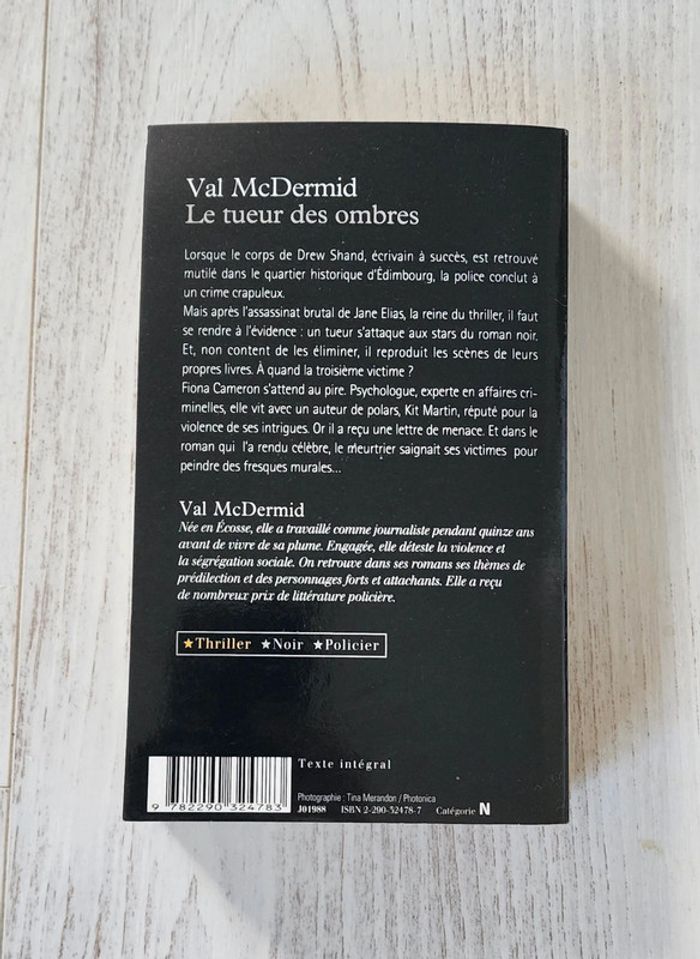 Val McDermid
Le tueur des ombres
Lorsque le corps de Drew Shand, écrivain à succès, est retrouvé
mutilé dans le quartier historique d'Édimbourg, la police conclut à
un crime crapuleux.
Mais après l'assassinat brutal de Jane Elias, la reine du thriller, il faut
se rendre à l'évidence : un tueur s'attaque aux stars du roman noir.
Et, non content de les éliminer, il reproduit les scènes de leurs
propres livres. À quand la troisième victime ?
Fiona Cameron s'attend au pire. Psychologue, experte en affaires cri-
minelles, elle vit avec un auteur de polars, Kit Martin, réputé pour la
violence de ses intrigues. Or il a reçu une lettre de menace. Et dans le
roman qui l'a rendu célèbre, le meurtrier saignait ses victimes pour
peindre des fresques murales...
Val McDermid
Née en Écosse, elle a travaillé comme journaliste pendant quinze ans
avant de vivre de sa plume. Engagée, elle déteste la violence et
la ségrégation sociale. On retrouve dans ses romans ses thèmes de
prédilection et des personnages forts et attachants. Elle a reçu
de nombreux prix de littérature policière.
★Thriller ★Noir ★Policier
Texte intégral
Photographie : Tina Merandon / Photonica
9 782290 324783
J01988 ISBN 2-290-32478-7 Catégorie N